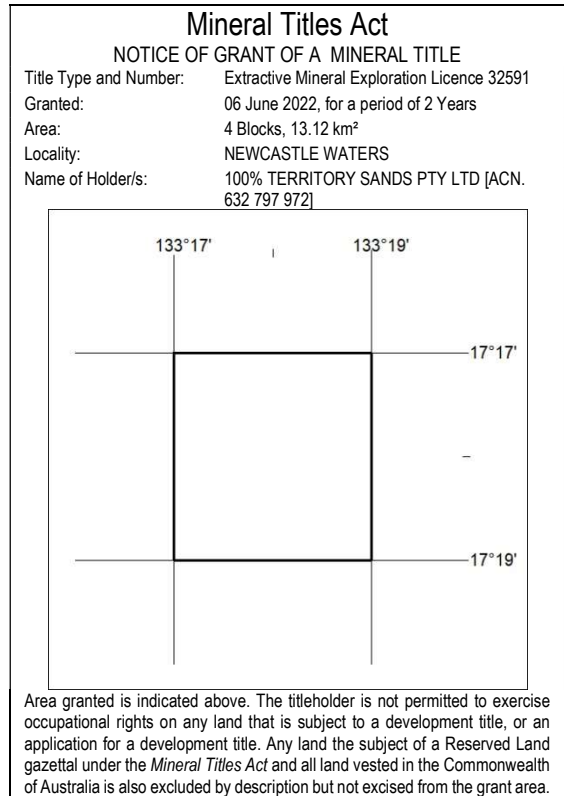 Mineral Titles Act
NOTICE OF GRANT OF A MINERAL TITLE
Title Type and Number: Extractive Mineral Exploration Licence 32591
Granted: 06 June 2022, for a period of 2 Years
Area: 4 Blocks, 13.12 km²
Locality: NEWCASTLE WATERS
Name of Holder/s: 100% TERRITORY SANDS PTY LTD [ACN.
632 797 972]
133°17' 133°19'
17°17'
17°19'
Area granted is indicated above. The titleholder is not permitted to exercise
occupational rights on any land that is subject to a development title, or an
application for a development title. Any land the subject of a Reserved Land
gazettal under the Mineral Titles Act and all land vested in the Commonwealth
of Australia is also excluded by description but not excised from the grant area.